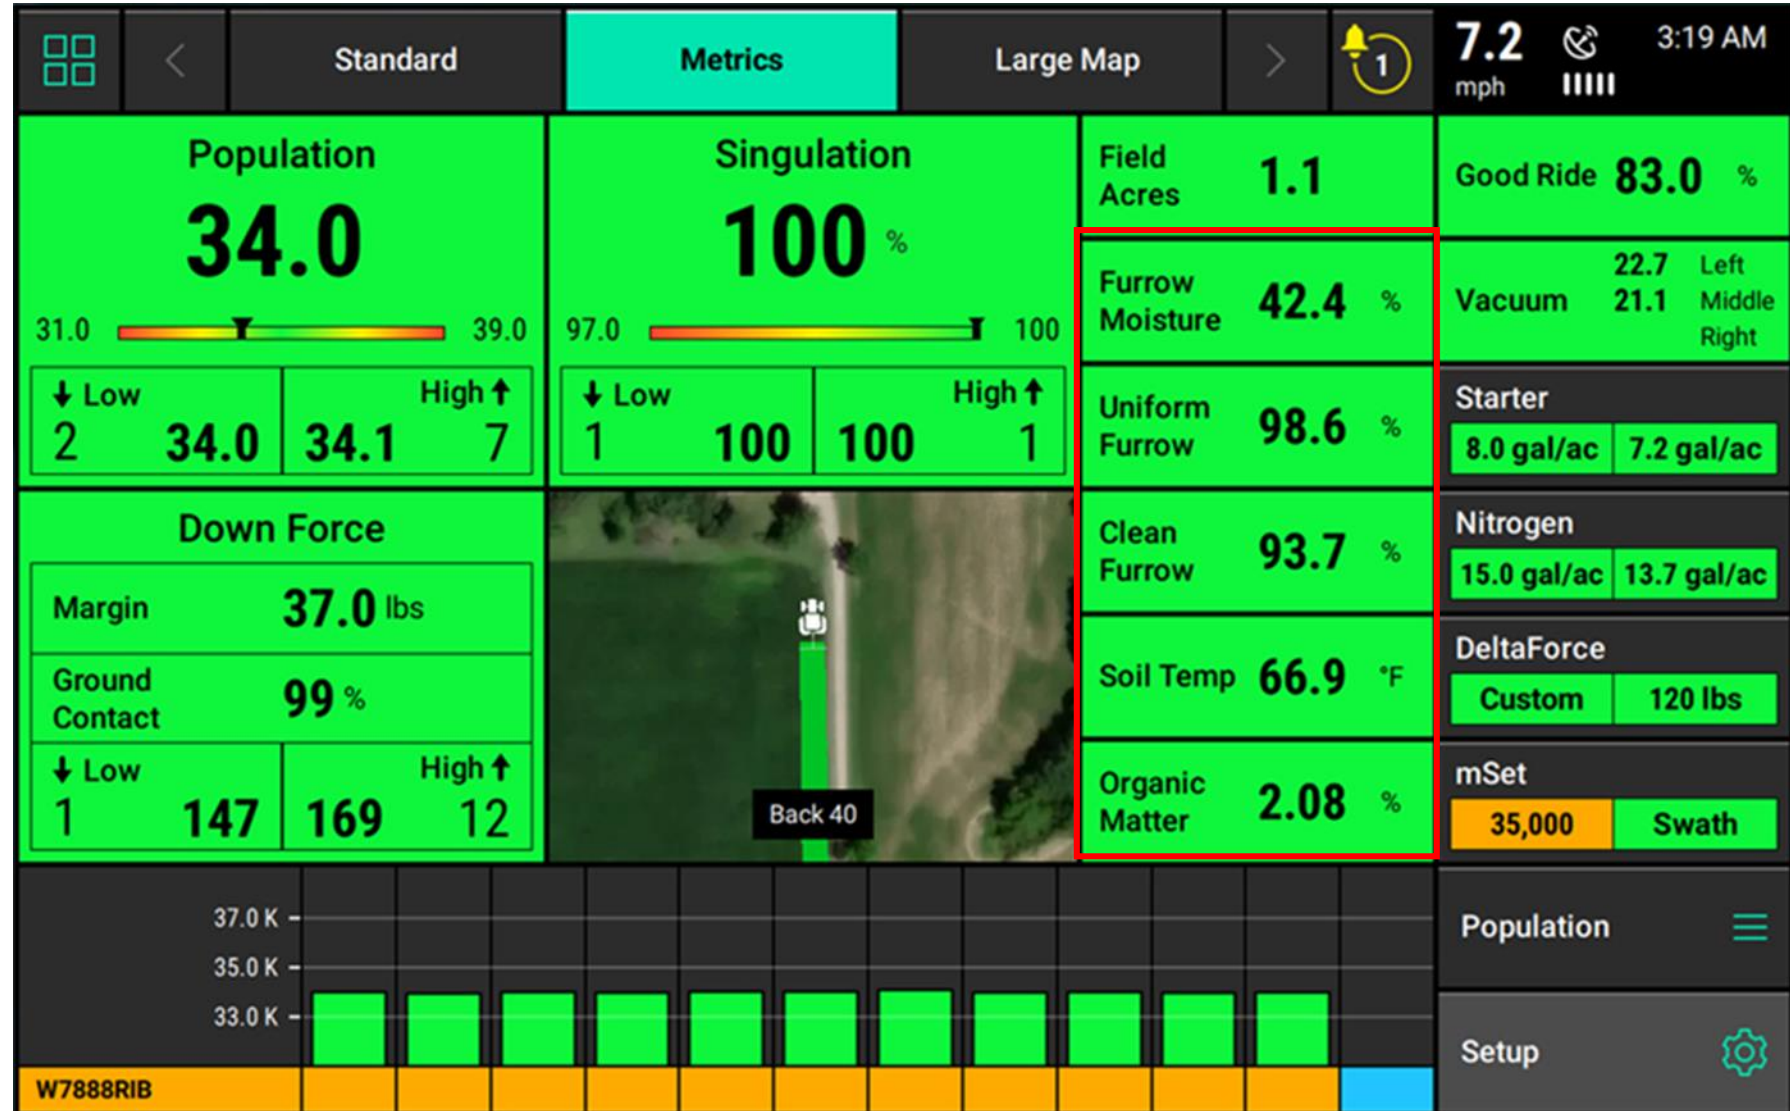 Standard
Metrics
Large Map
1
7.2
mph
3:19 AM
Population
34.0
31.0
39.0
Low
High
2
34.0
34.1
7
Singulation
100 %
97.0
100
Low
High
1
100
100
1
Field
Acres
1.1
Good Ride 83.0 %
Furrow
Moisture
42.4 %
Vacuum
22.7 Left
21.1 Middle
Right
Uniform
Furrow
98.6 %
Starter
8.0 gal/ac 7.2 gal/ac
Down Force
Margin 37.0 lbs
Ground
Contact
99 %
Low
High
1
147
169
12
Back 40
Clean
Furrow
93.7 %
Nitrogen
15.0 gal/ac 13.7 gal/ac
Soil Temp 66.9 °F
DeltaForce
Custom 120 lbs
Organic
Matter
2.08 %
mSet
35,000 Swath
37.0 K
35.0 K
33.0 K
W7888RIB
Population
Setup